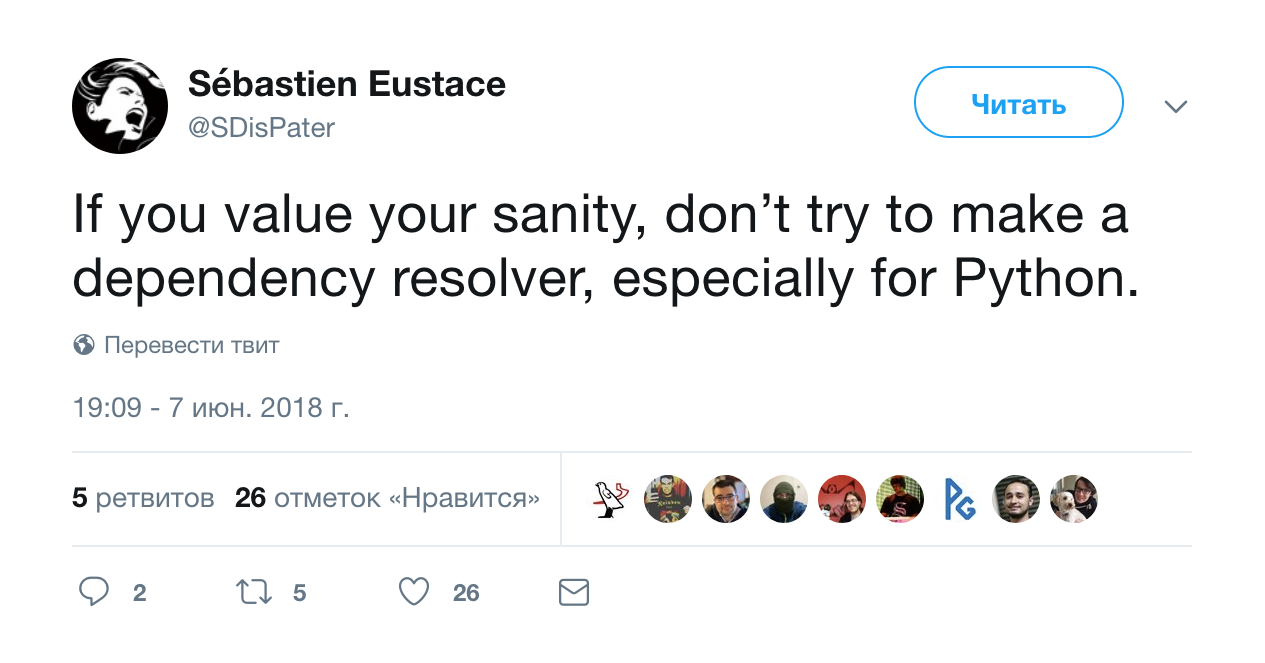 Sébastien Eustace
@SDisPater
Читать
If you value your sanity, don’t try to make a
dependency resolver, especially for Python.
Перевести твит
19:09 - 7 июн. 2018 г.
5 ретвитов 26 отметок «Нравится»
2 5 26